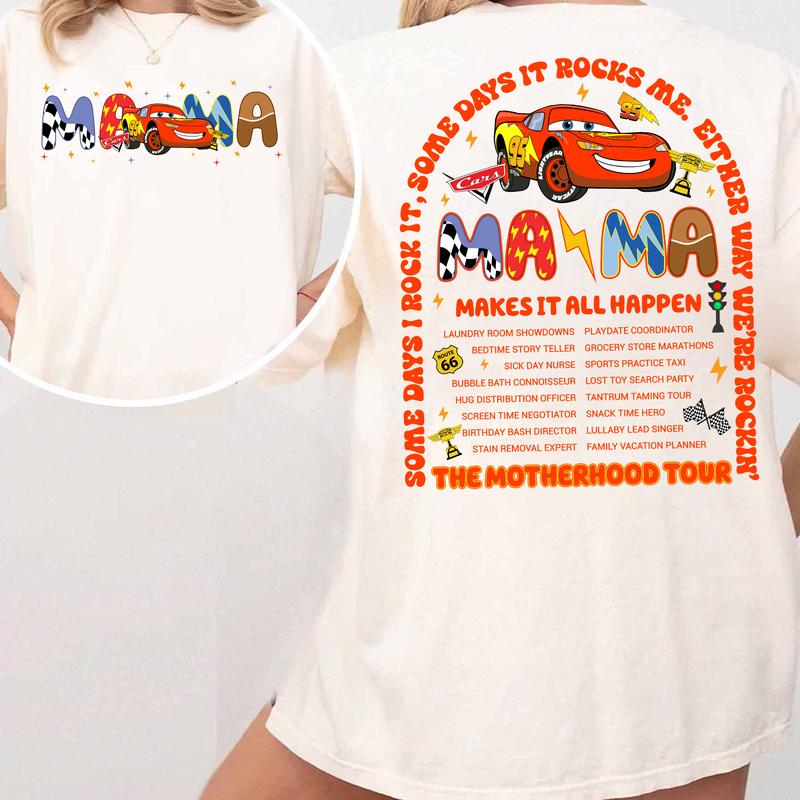 MAMA
Cars
95
SOME DAYS I ROCK IT, SOME DAYS IT ROCKS ME. EITHER WAY WE'RE ROCKIN'
95
95
Cars
LIGHTYEAR
MAMA
MAKES IT ALL HAPPEN
LAUNDRY ROOM SHOWDOWNS PLAYDATE COORDINATOR
BEDTIME STORY TELLER GROCERY STORE MARATHONS
ROUTE
66
SICK DAY NURSE SPORTS PRACTICE TAXI
BUBBLE BATH CONNOISSEUR LOST TOY SEARCH PARTY
HUG DISTRIBUTION OFFICER TANTRUM TAMING TOUR
SCREEN TIME NEGOTIATOR SNACK TIME HERO
BIRTHDAY BASH DIRECTOR LULLABY LEAD SINGER
STAIN REMOVAL EXPERT FAMILY VACATION PLANNER
THE MOTHERHOOD TOUR